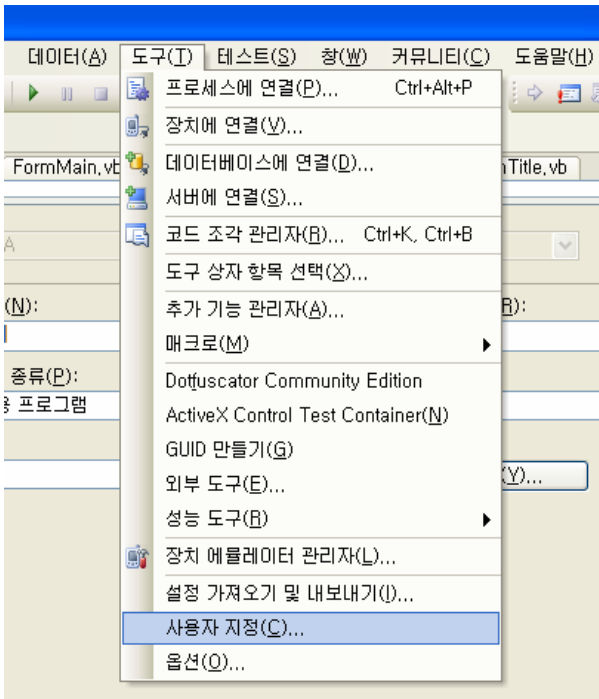 데이터(A) 도구(T) 테스트(S) 창(W) 커뮤니티(C) 도움말(H)
프로세스에 연결(P)... Ctrl+Alt+P
장치에 연결(V)...
FormMain.vb
데이터베이스에 연결(D)...
Title.vb
서버에 연결(S)...
코드 조각 관리자(R)... Ctrl+K, Ctrl+B
도구 상자 항목 선택(X)...
(N):
추가 기능 관리자(A)...
R):
매크로(M)
종류(P):
Dotfuscator Community Edition
프로그램
ActiveX Control Test Container(N)
GUID 만들기(G)
외부 도구(E)...
(Y)...
성능 도구(R)
장치 에뮬레이터 관리자(L)...
설정 가져오기 및 내보내기(I)...
사용자 지정(C)...
옵션(O)...